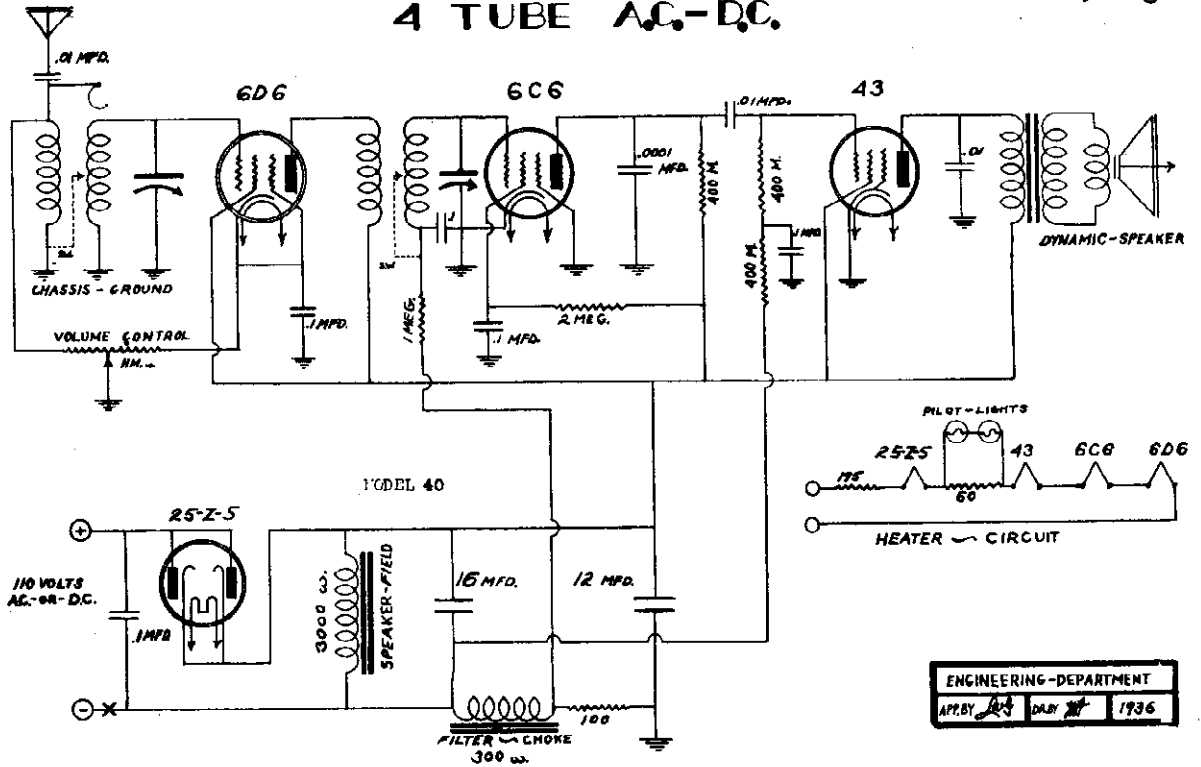 4 TUBE A.C.-D.C.
.01 MFD.
6D6
6C6
.01 MFD.
43
.0001
MFD.
400 M.
400 M.
.01
.1
SW.
SW.
.1 MFD
400 M.
DYNAMIC-SPEAKER
CHASSIS-GROUND
.1 MFD.
1 MEG.
.1 MFD.
2 MEG.
VOLUME CONTROL
PILOT-LIGHTS
25-Z-5
43
6C6
6D6
175
60
HEATER CIRCUIT
MODEL 40
25-Z-5
110 VOLTS
A.C.-OR-D.C.
.1 MFD
3000 ω.
SPEAKER-FIELD
16 MFD.
12 MFD.
100
FILTER CHOKE
300 ω.
ENGINEERING-DEPARTMENT
APP. BY
DR. BY
1936